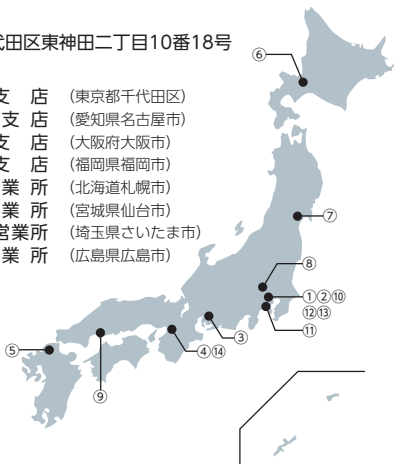 代田区東神田二丁目10番18号
支 店 (東京都千代田区)
支 店 (愛知県名古屋市)
支 店 (大阪府大阪市)
支 店 (福岡県福岡市)
業 所 (北海道札幌市)
業 所 (宮城県仙台市)
営業所 (埼玉県さいたま市)
業 所 (広島県広島市)
⑥
⑦
⑧
①②⑩
⑫⑬
⑪
③
④⑭
⑤
⑨